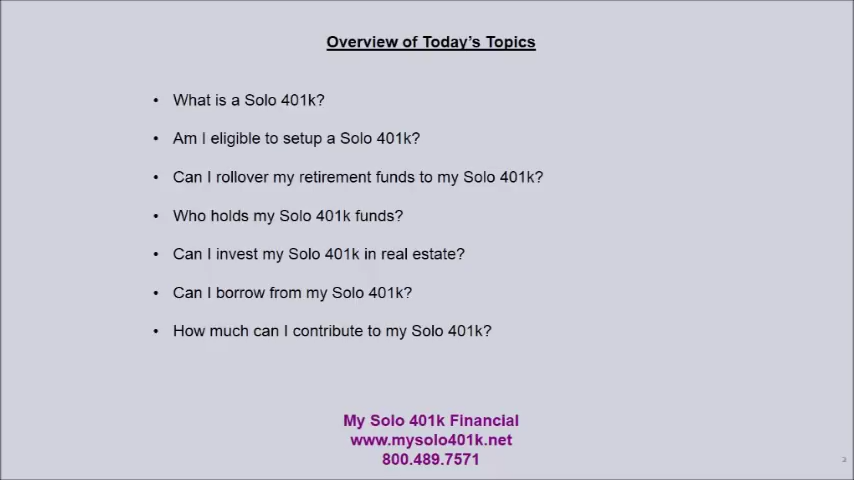 Overview of Today's Topics
• What is a Solo 401k?
• Am I eligible to setup a Solo 401k?
• Can I rollover my retirement funds to my Solo 401k?
• Who holds my Solo 401k funds?
• Can I invest my Solo 401k in real estate?
• Can I borrow from my Solo 401k?
• How much can I contribute to my Solo 401k?
My Solo 401k Financial
www.mysolo401k.net
800.489.7571